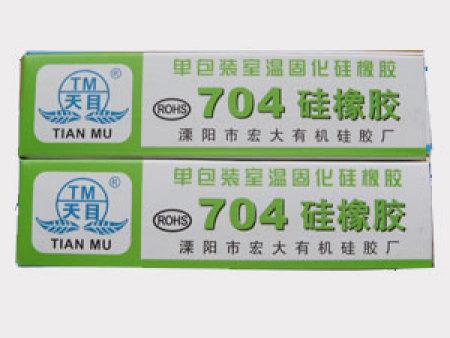 TM
®
天目
TIAN MU
单包装室温固化硅橡胶
ROHS
704 硅橡胶
溧阳市宏大有机硅胶厂
TM
®
天目
TIAN MU
单包装室温固化硅橡胶
ROHS
704 硅橡胶
溧阳市宏大有机硅胶厂